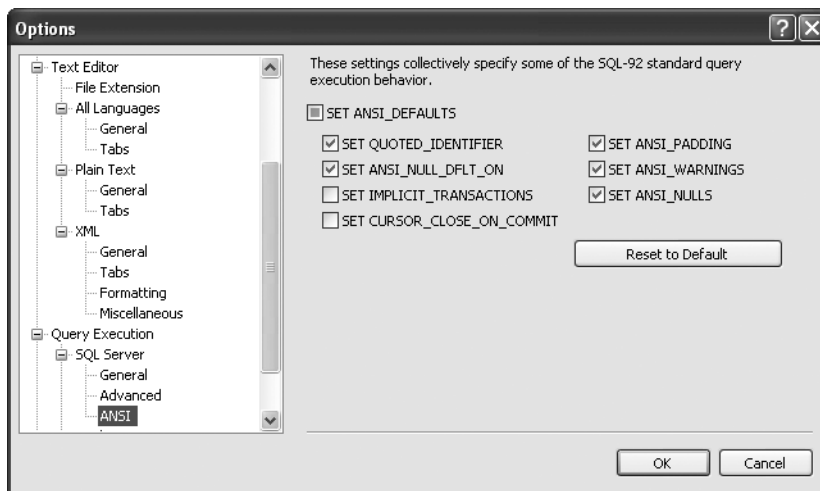 Options
Text Editor
File Extension
All Languages
General
Tabs
Plain Text
General
Tabs
XML
General
Tabs
Formatting
Miscellaneous
Query Execution
SQL Server
General
Advanced
ANSI
These settings collectively specify some of the SQL-92 standard query
execution behavior.
SET ANSI_DEFAULTS
SET QUOTED_IDENTIFIER
SET ANSI_PADDING
SET ANSI_NULL_DFLT_ON
SET ANSI_WARNINGS
SET IMPLICIT_TRANSACTIONS
SET ANSI_NULLS
SET CURSOR_CLOSE_ON_COMMIT
Reset to Default
OK
Cancel